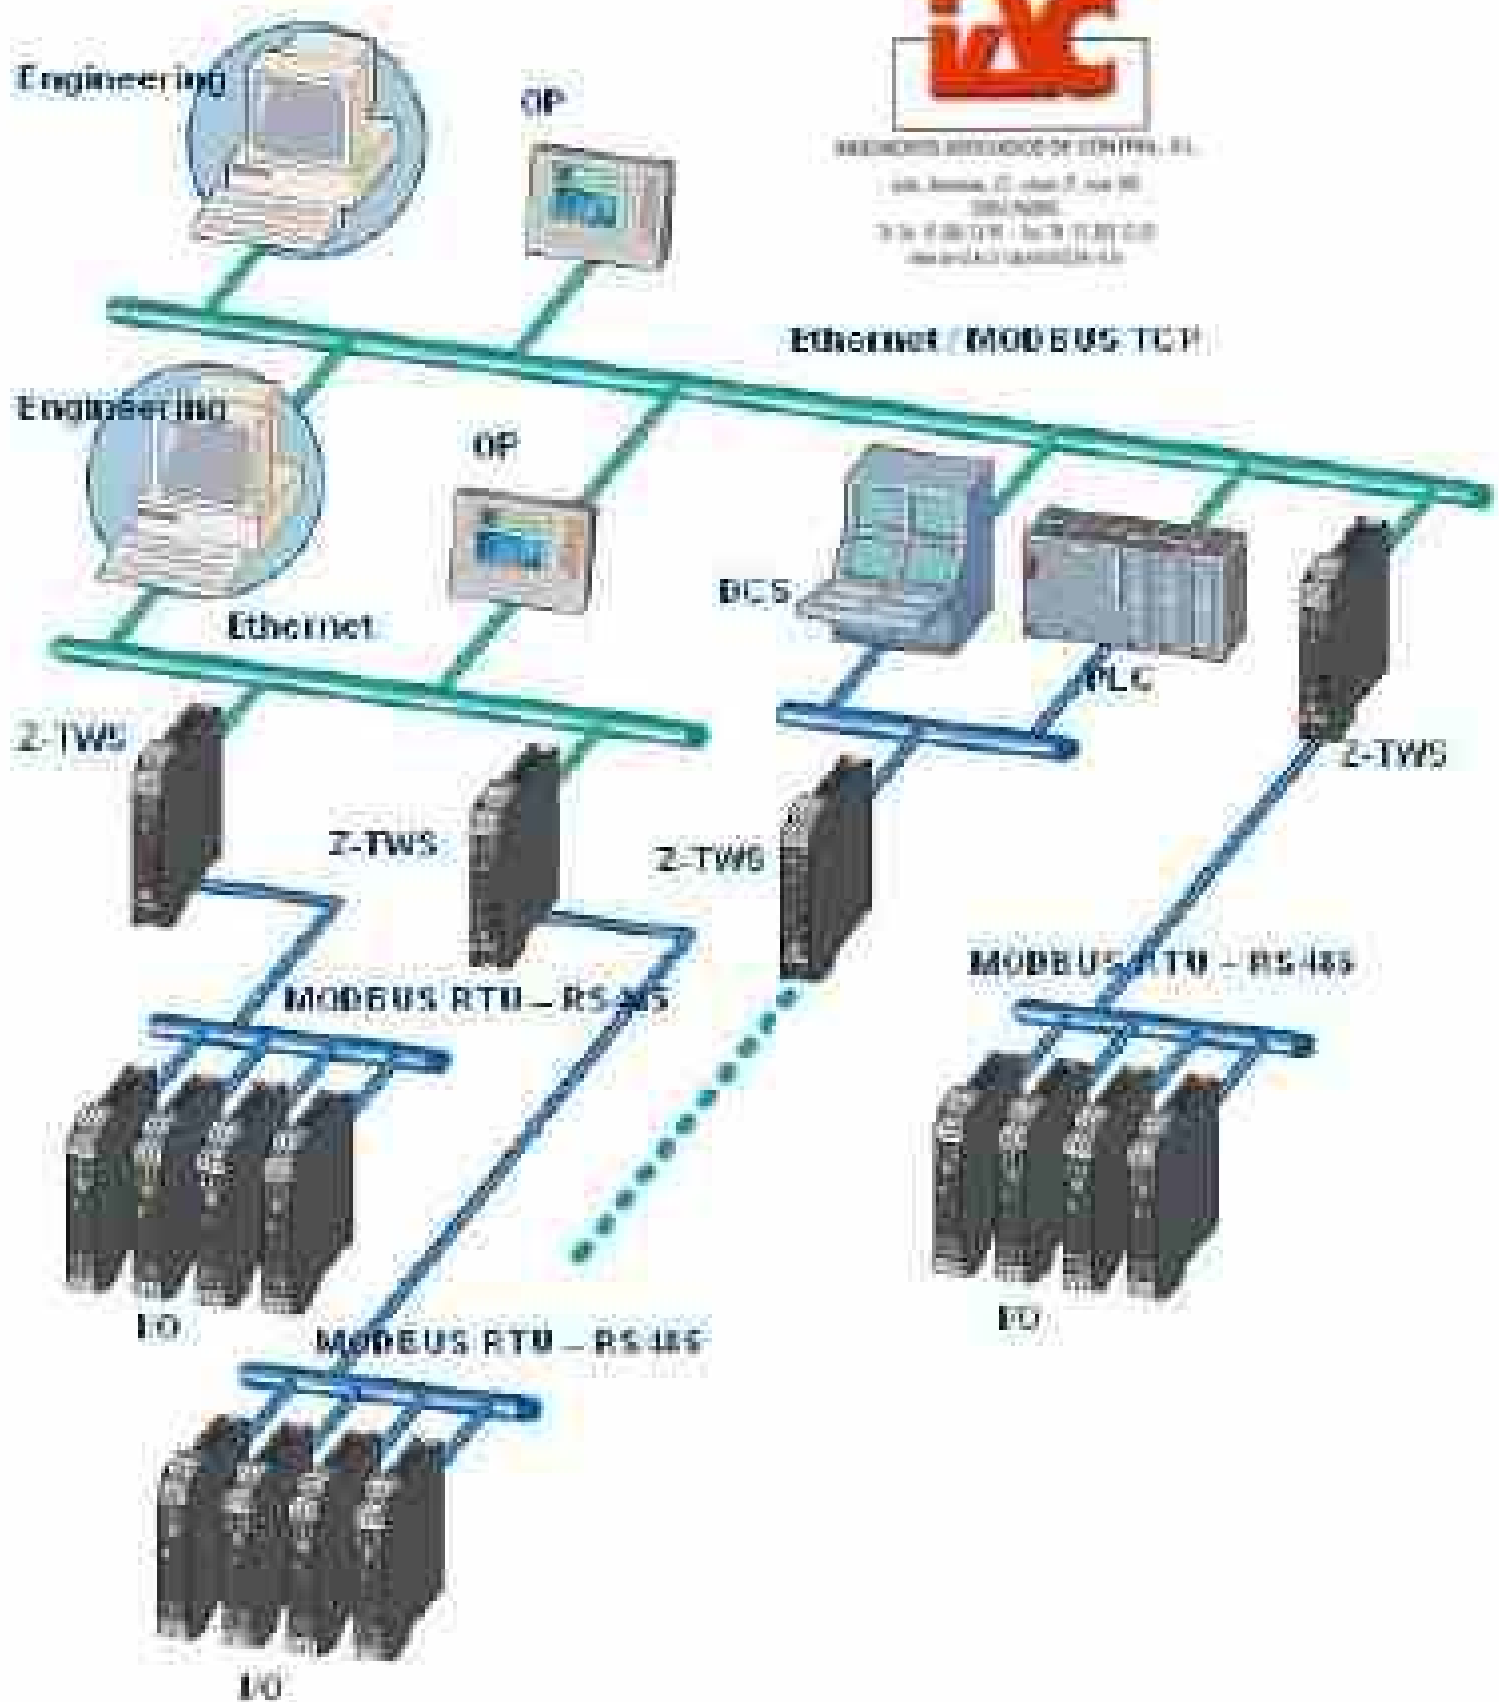 Engineering
OP
Ethernet / MODBUS TCP
Engineering
OP
DCS
Ethernet
PLC
Z-TWS
Z-TWS
Z-TWS
Z-TWS
MODBUS RTU – RS485
MODBUS RTU – RS485
I/O
I/O
MODBUS RTU – RS485
I/O